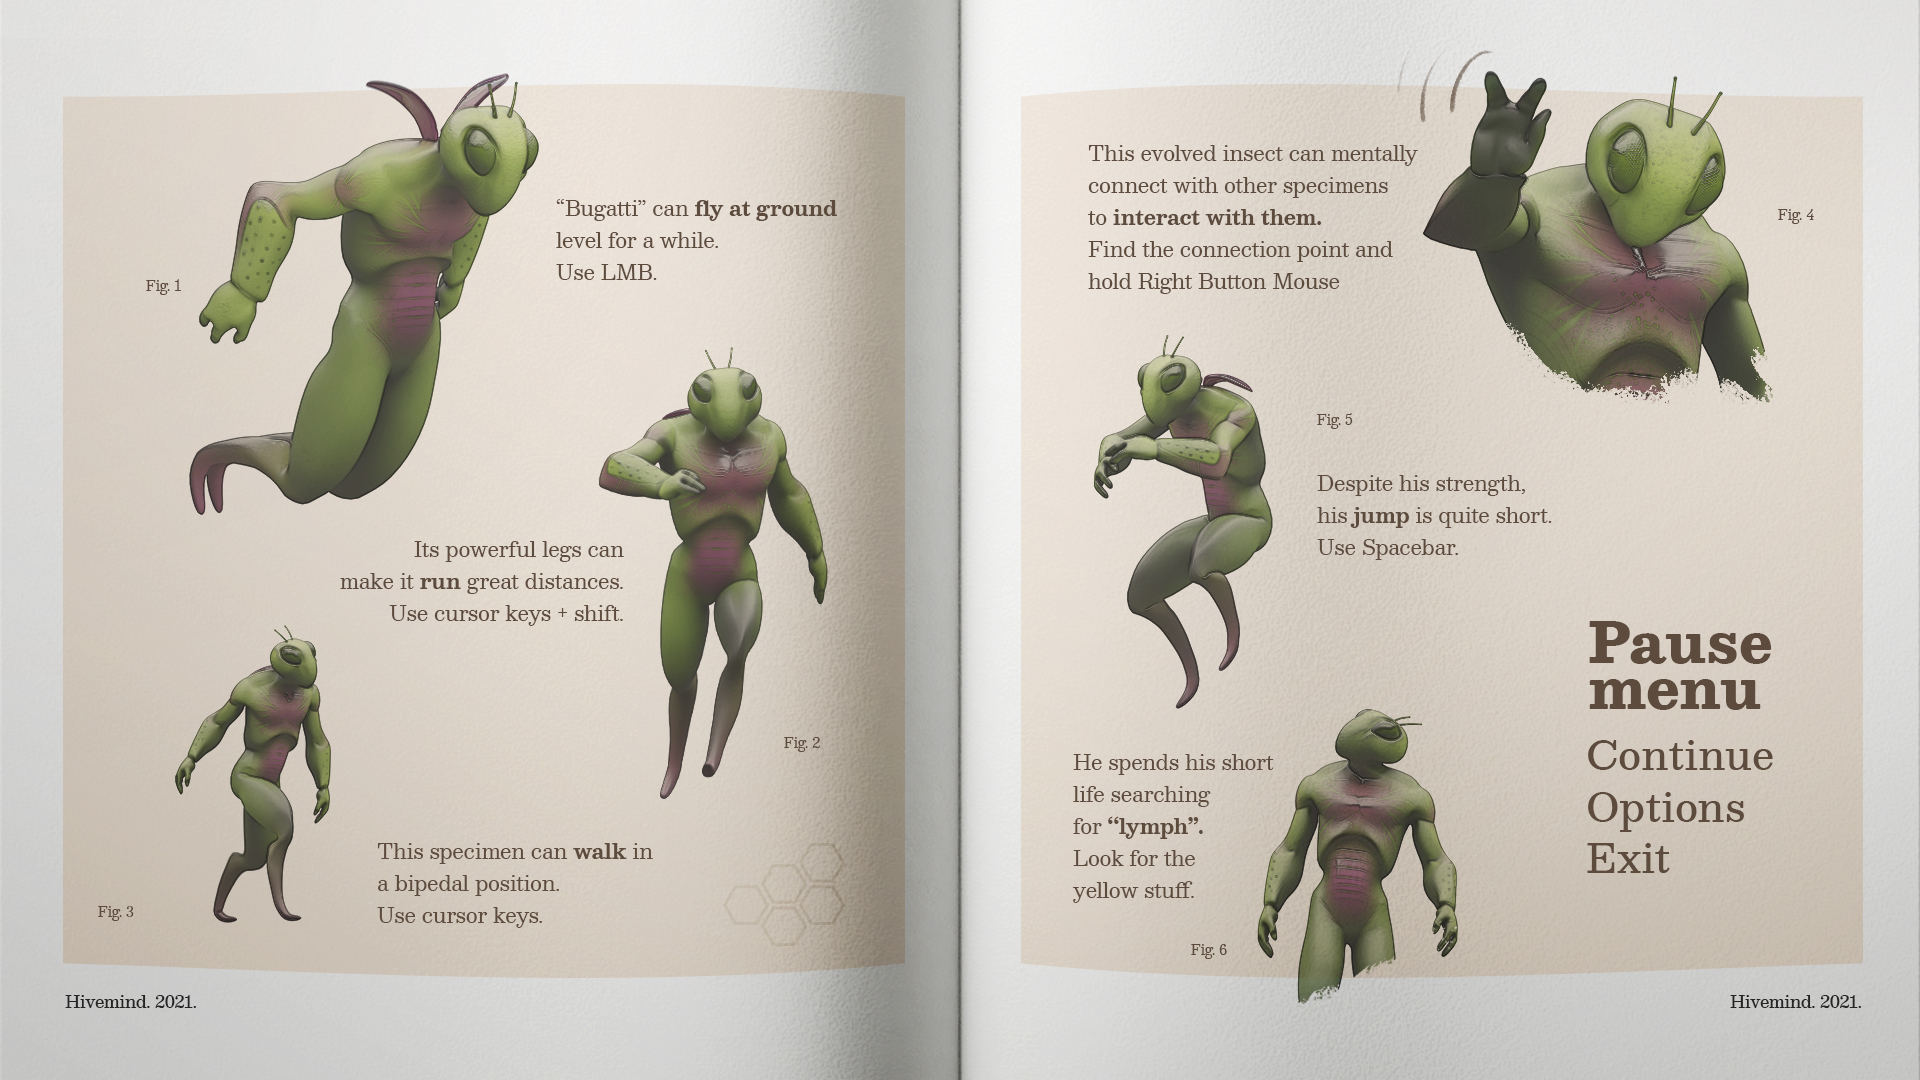 “Bugatti” can fly at ground
level for a while.
Use LMB.
Fig. 1
Its powerful legs can
make it run great distances.
Use cursor keys + shift.
Fig. 2
This specimen can walk in
a bipedal position.
Use cursor keys.
Fig. 3
Hivemind. 2021.
This evolved insect can mentally
connect with other specimens
to interact with them.
Find the connection point and
hold Right Button Mouse
Fig. 4
Fig. 5
Despite his strength,
his jump is quite short.
Use Spacebar.
He spends his short
life searching
for “lymph”.
Look for the
yellow stuff.
Fig. 6
Pause
menu
Continue
Options
Exit
Hivemind. 2021.